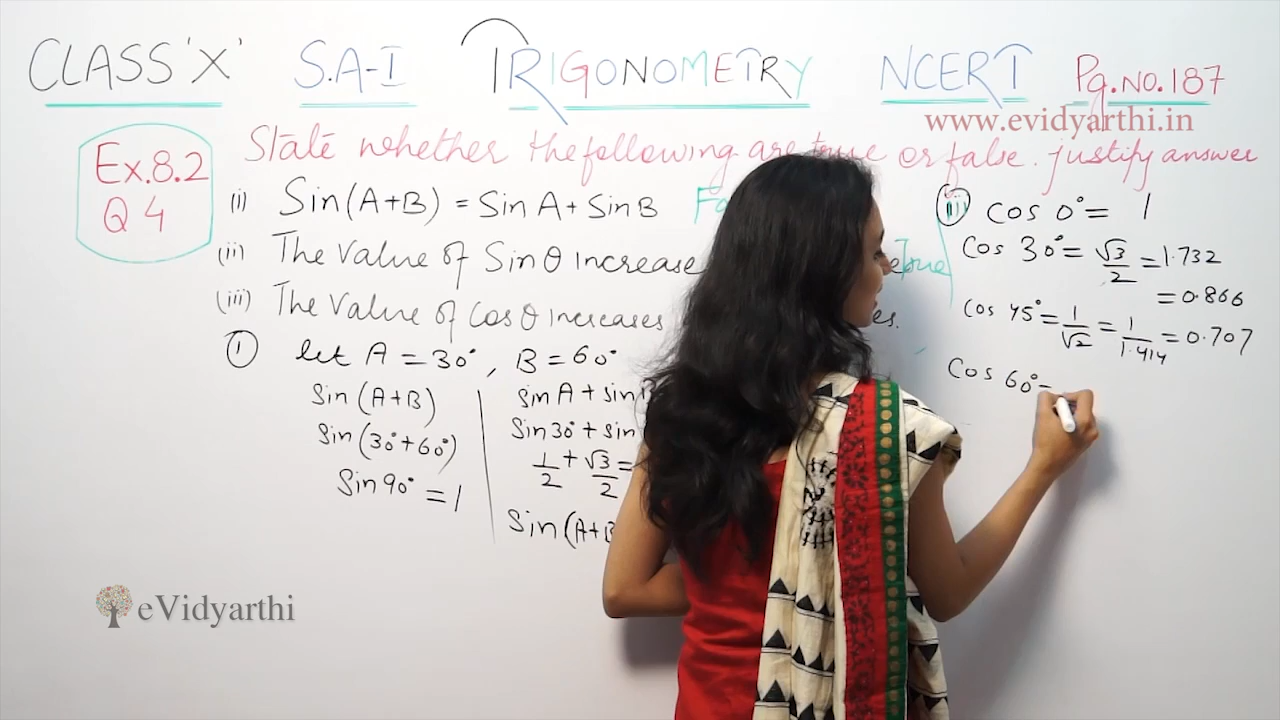 CLASS 'X' S.A-I TRIGONOMETRY NCERT Pg.NO.187
www.evidyarthi.in
Ex.8.2
Q 4
State whether the following are true or false. justify answer
(i) Sin(A+B) = Sin A + Sin B
(ii) The Value of Sin θ increase True
(iii) The Value of Cos θ increases
(i) let A = 30°, B = 60°
Sin (A+B)
Sin (30°+60°)
Sin 90° = 1
Sin A + Sin
Sin 30° + Sin
1/2 + √3/2 =
Sin (A+B
(iii) Cos 0° = 1
Cos 30° = √3/2 = 1.732
= 0.866
Cos 45° = 1/√2 = 1/1.414 = 0.707
Cos 60° =
eVidyarthi